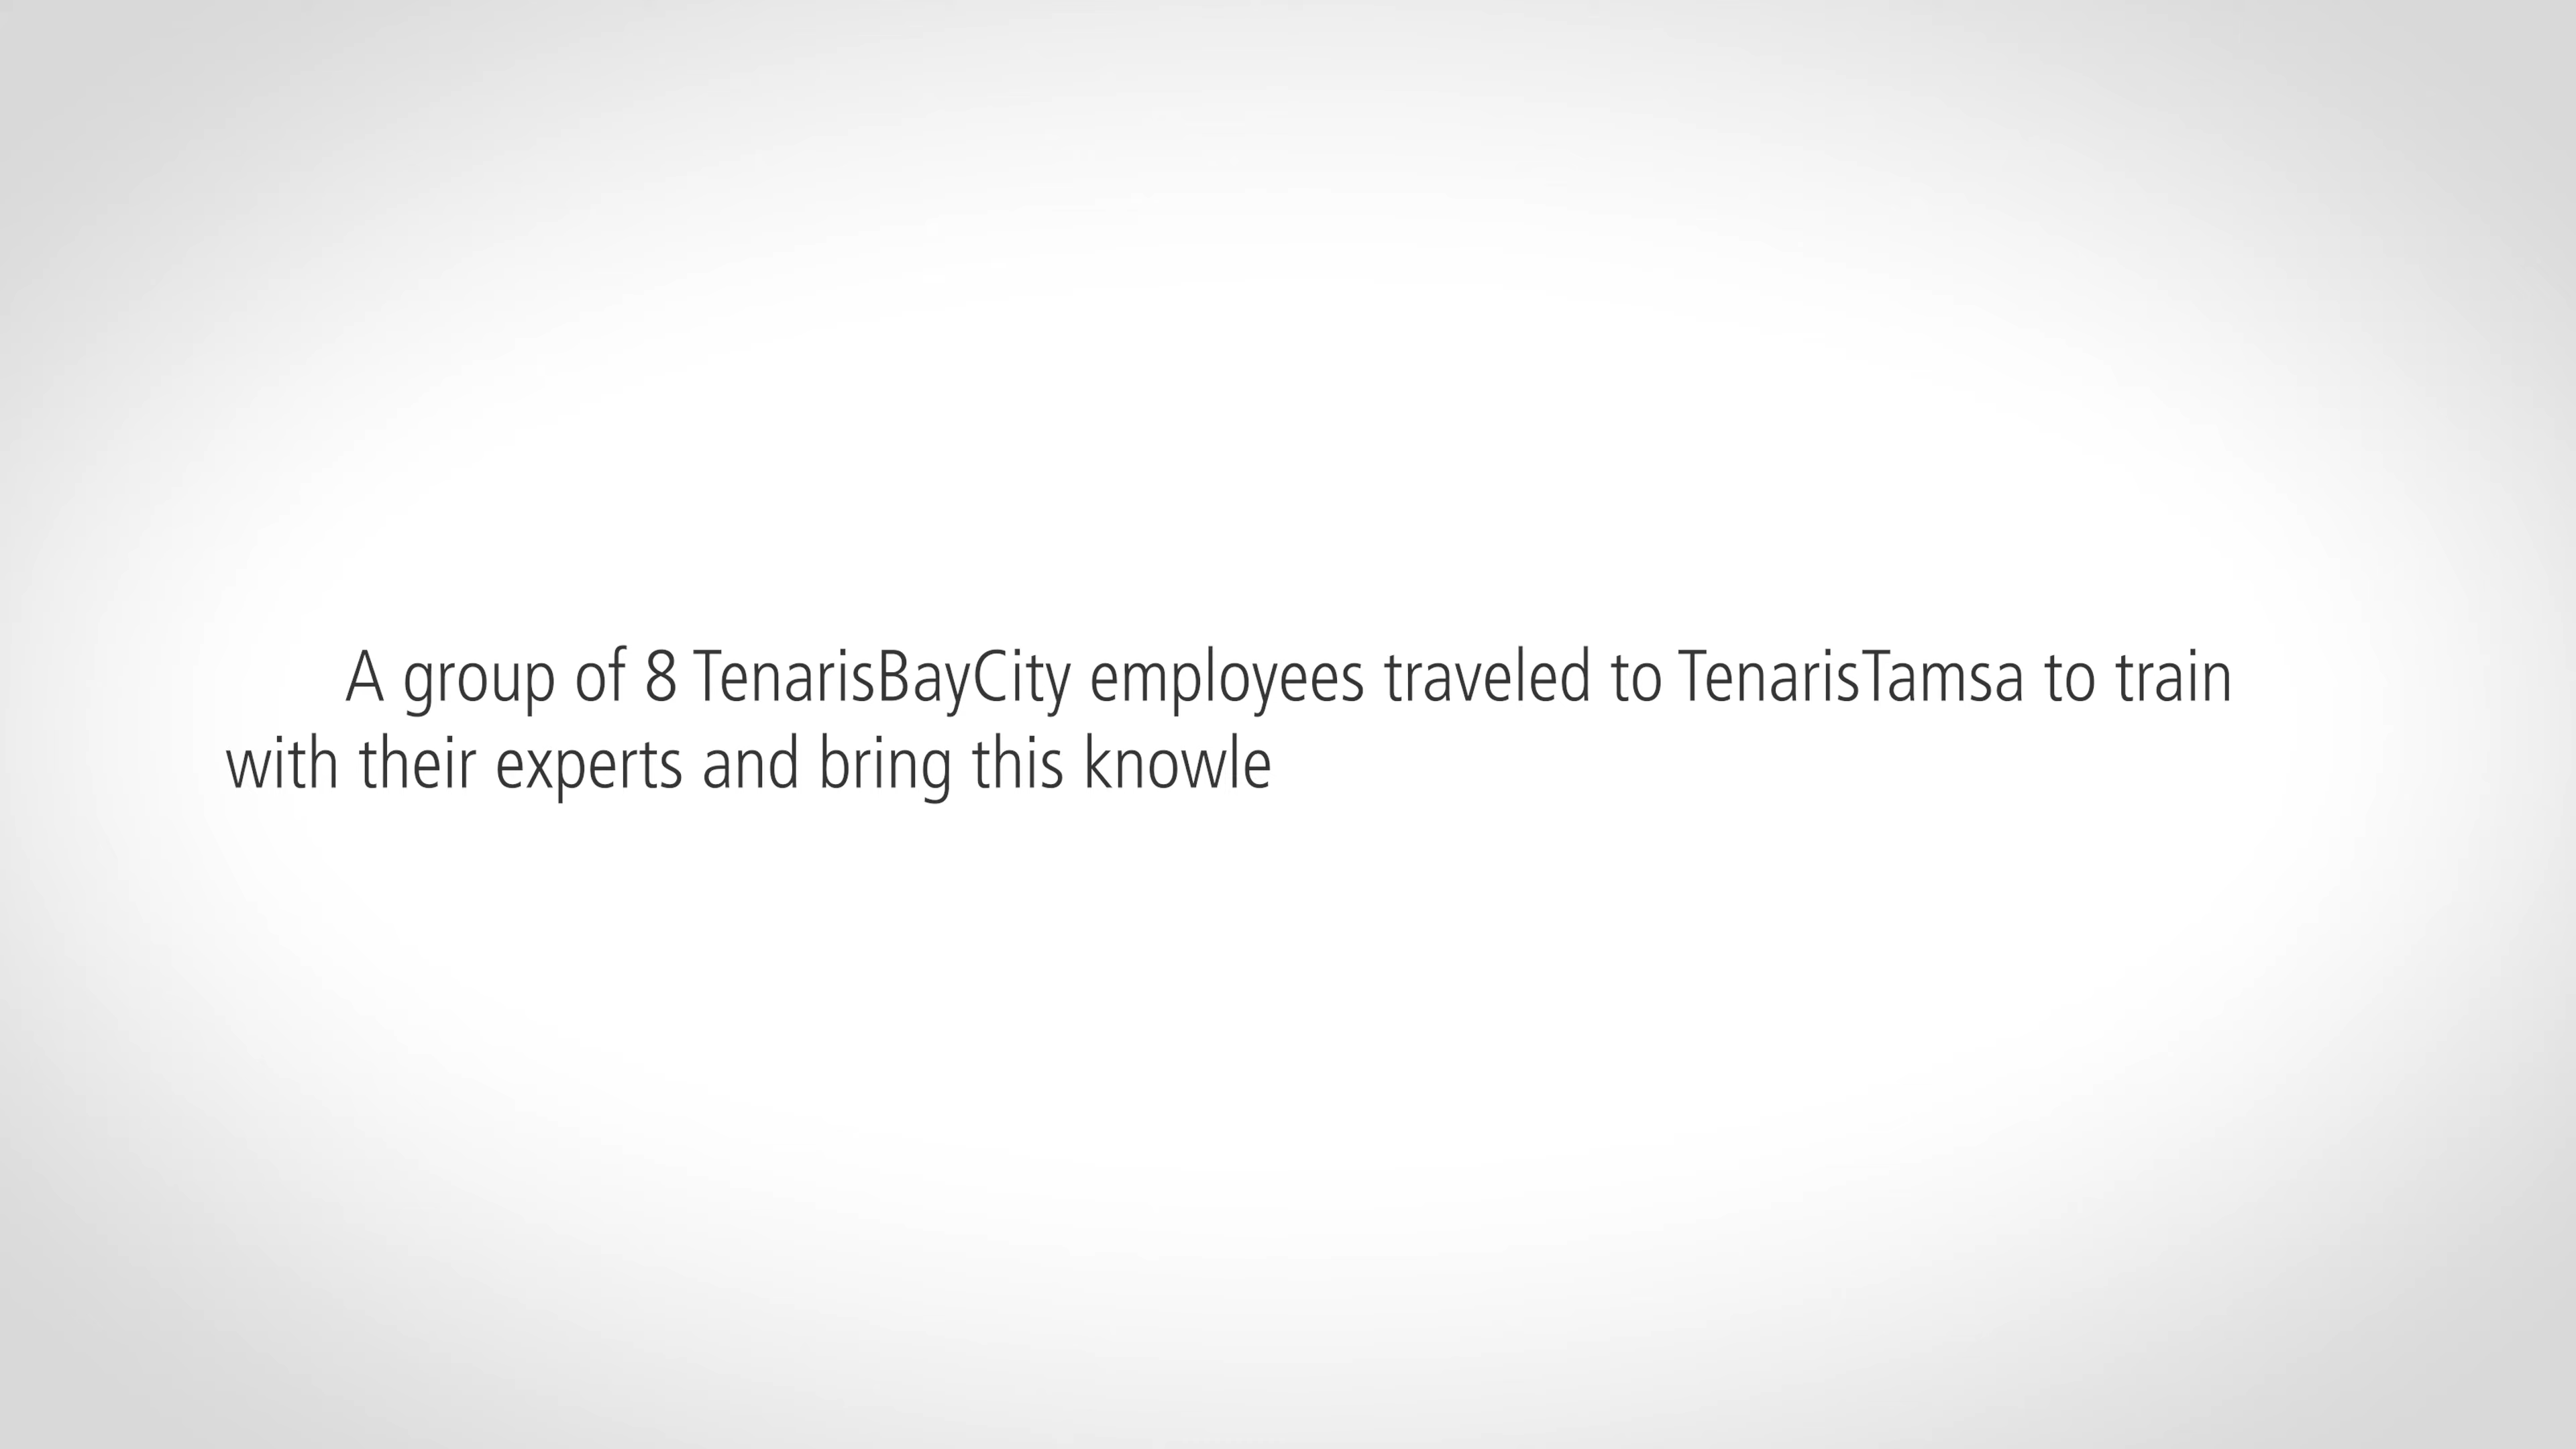 A group of 8 TenarisBayCity employees traveled to TenarisTamsa to train
with their experts and bring this knowle